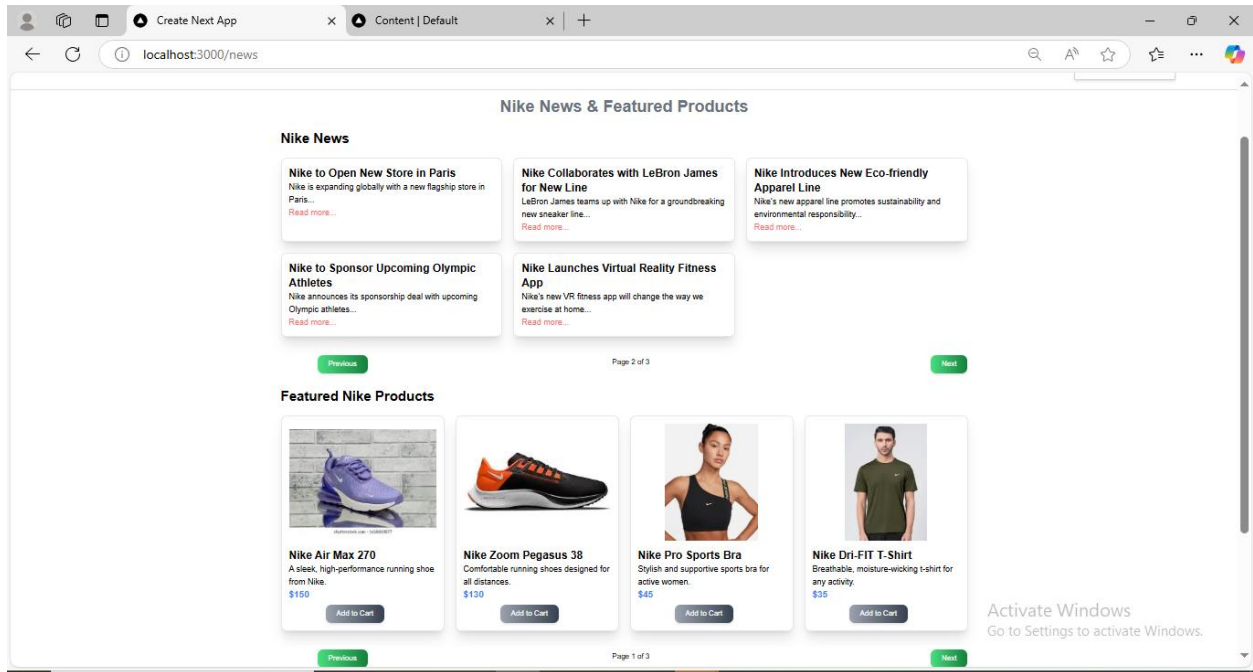 Create Next App
Content | Default
localhost:3000/news
Nike News & Featured Products
Nike News
Nike to Open New Store in Paris
Nike is expanding globally with a new flagship store in
Paris...
Read more...
Nike Collaborates with LeBron James
for New Line
LeBron James teams up with Nike for a groundbreaking
new sneaker line...
Read more...
Nike Introduces New Eco-friendly
Apparel Line
Nike's new apparel line promotes sustainability and
environmental responsibility...
Read more...
Nike to Sponsor Upcoming Olympic
Athletes
Nike announces its sponsorship deal with upcoming
Olympic athletes...
Read more...
Nike Launches Virtual Reality Fitness
App
Nike's new VR fitness app will change the way we
exercise at home...
Read more...
Previous
Page 2 of 3
Next
Featured Nike Products
Nike Air Max 270
A sleek, high-performance running shoe
from Nike.
$150
Add to Cart
Nike Zoom Pegasus 38
Comfortable running shoes designed for
all distances.
$130
Add to Cart
Nike Pro Sports Bra
Stylish and supportive sports bra for
active women.
$45
Add to Cart
Nike Dri-FIT T-Shirt
Breathable, moisture-wicking t-shirt for
any activity.
$35
Add to Cart
Previous
Page 1 of 3
Next
Activate Windows
Go to Settings to activate Windows.